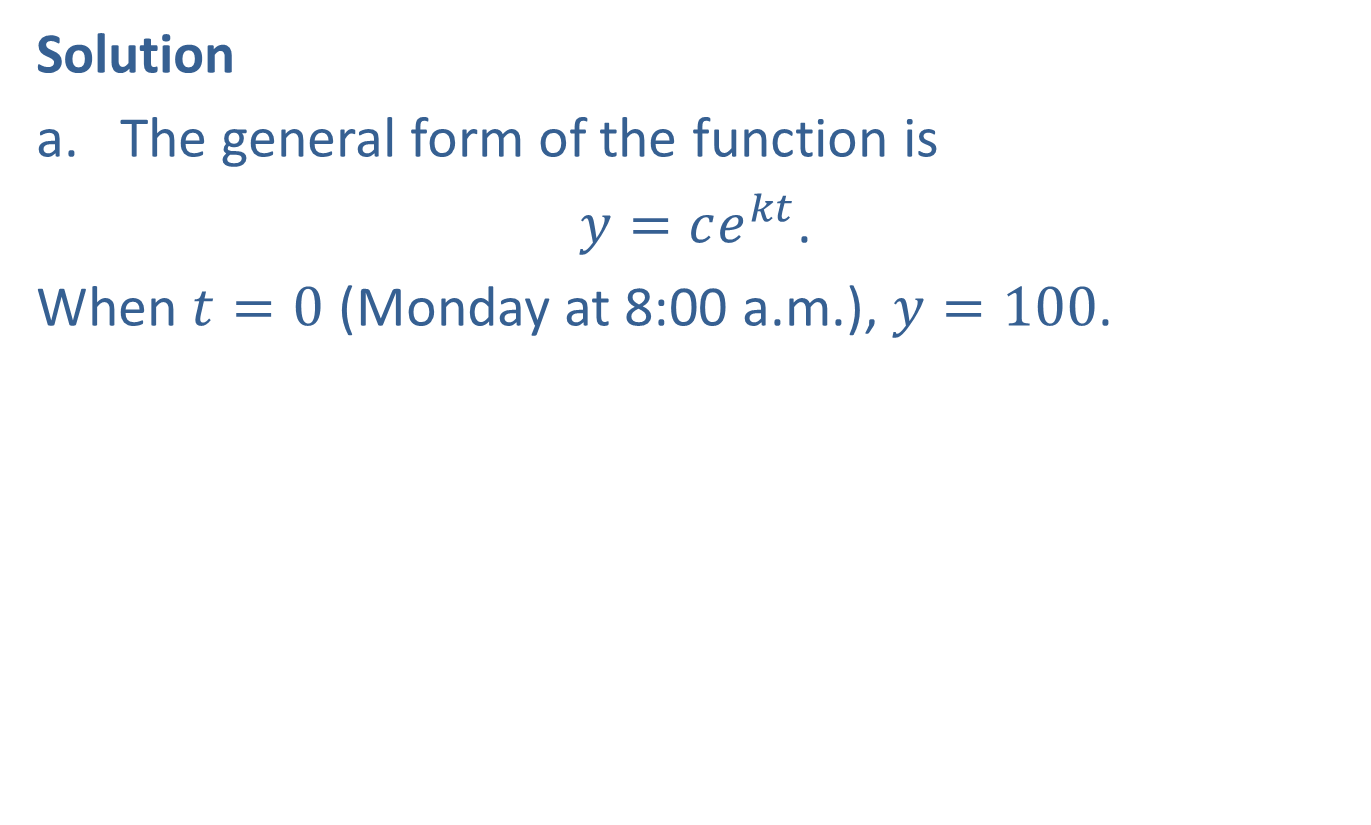 Solution
a. The general form of the function is
y = ce^{kt}.
When t = 0 (Monday at 8:00 a.m.), y = 100.